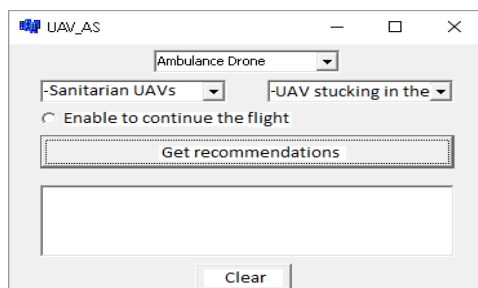 UAV_AS
Ambulance Drone
-Sanitarian UAVs -UAV stucking in the
Enable to continue the flight
Get recommendations
Clear